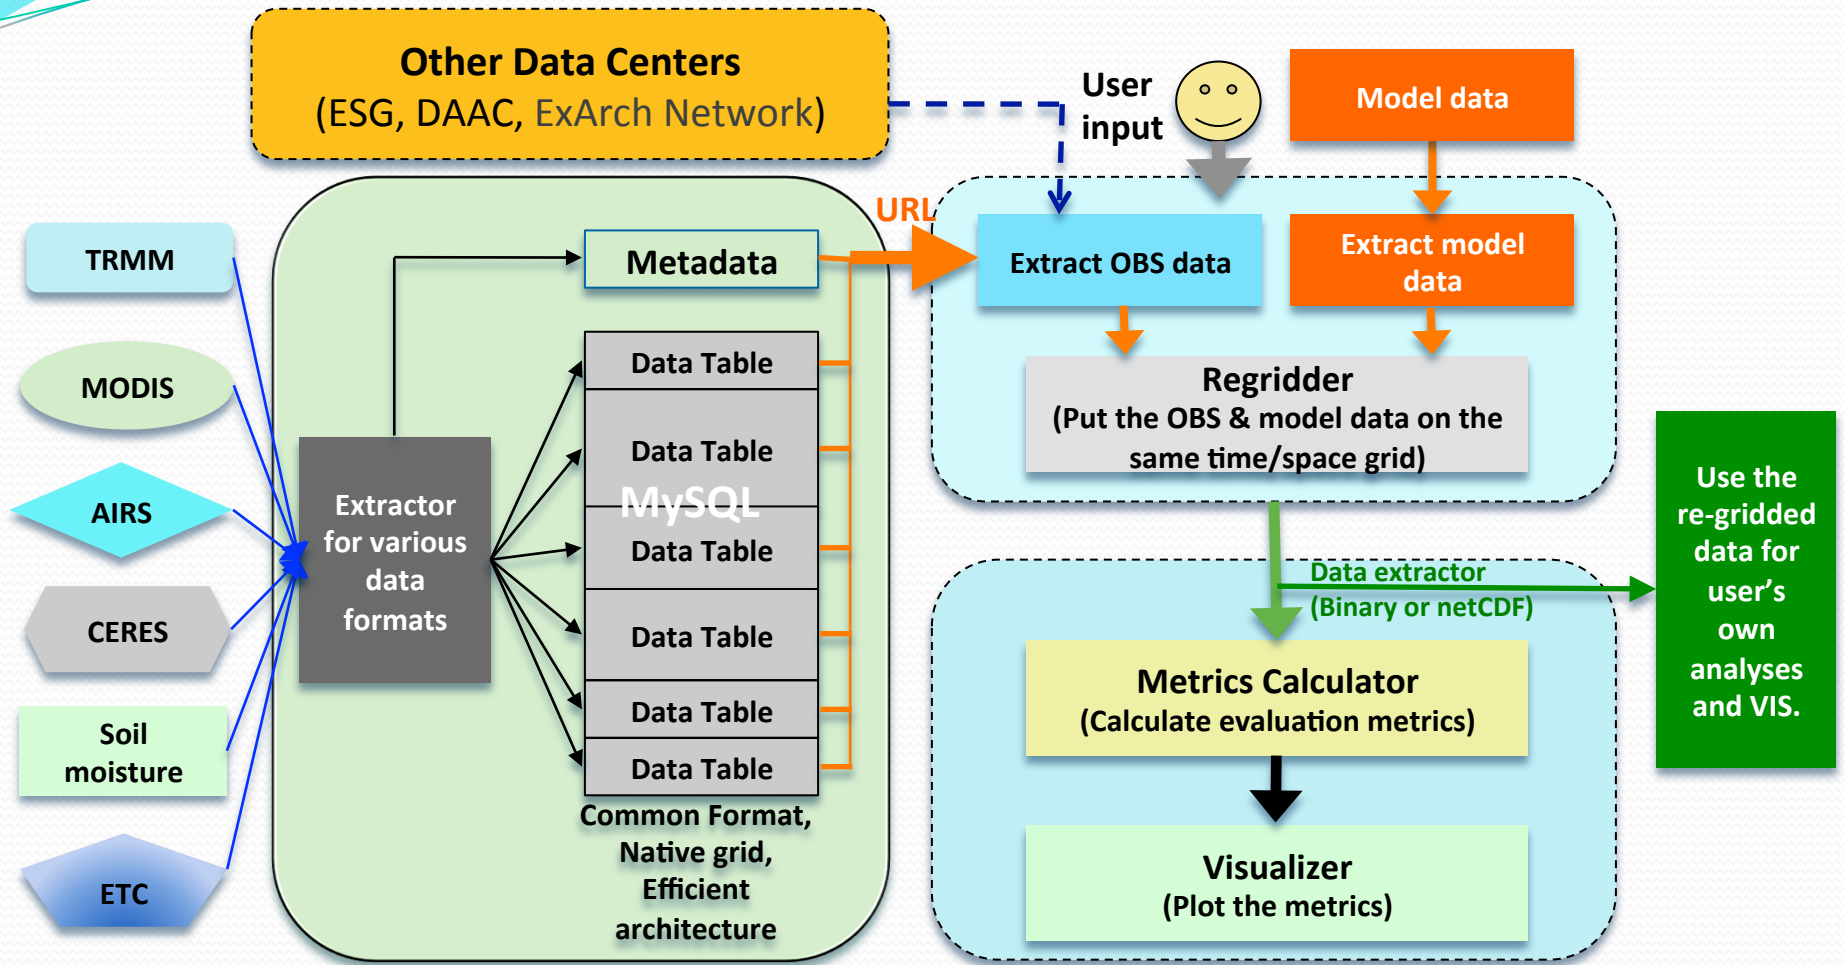 Other Data Centers
(ESG, DAAC, ExArch Network)
User
input
Model data
URL
TRMM
MODIS
AIRS
CERES
Soil
moisture
ETC
Extractor
for various
data
formats
Metadata
Data Table
Data Table
MySQL
Data Table
Data Table
Data Table
Data Table
Common Format,
Native grid,
Efficient
architecture
Extract OBS data
Extract model
data
Regridder
(Put the OBS & model data on the
same time/space grid)
Data extractor
(Binary or netCDF)
Metrics Calculator
(Calculate evaluation metrics)
Visualizer
(Plot the metrics)
Use the
re-gridded
data for
user's
own
analyses
and VIS.